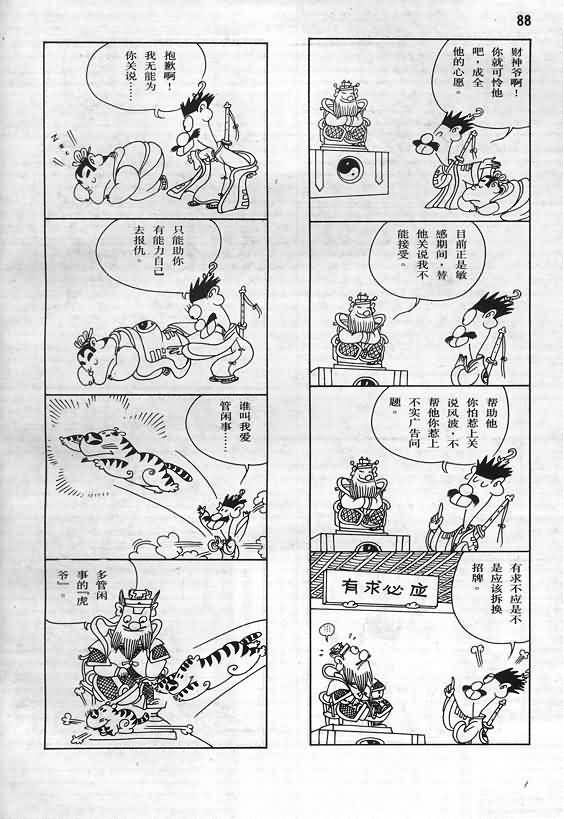 88
财神爷啊！
你就可怜他
吧，成全
他的心愿。
目前正是敏
感期间，替
他关说我不
能接受。
帮助他
你怕惹上关
说风波，不
帮他你惹上
不实广告问
题。
有求不应是不
是应该拆换
招牌。
有求必应
抱歉啊！
我无能为
你关说……
zzz
只能助你
有能力自己
去报仇。
谁叫我爱
管闲事……
多管闲
事的『虎
爷』。